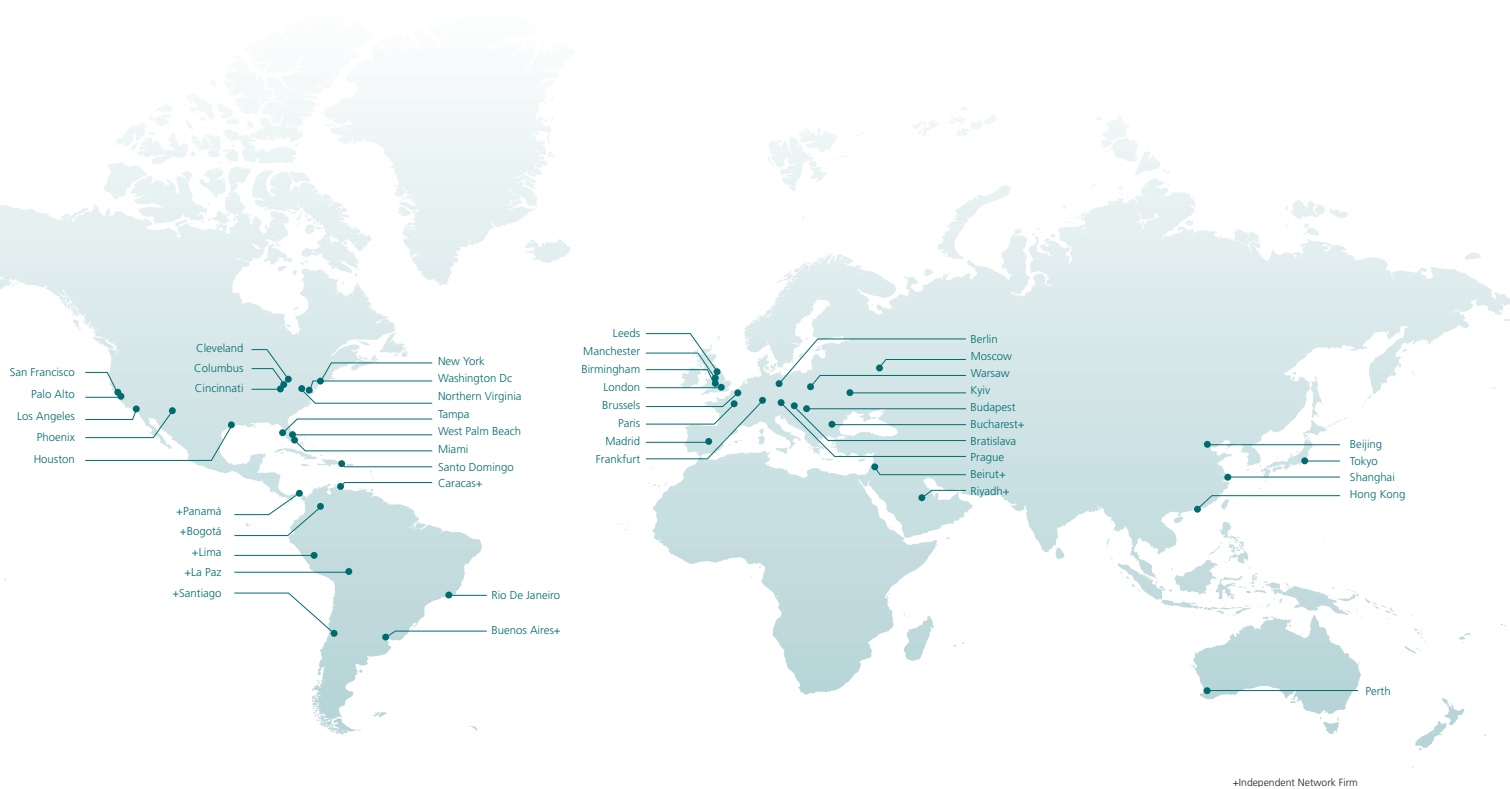 San Francisco
Palo Alto
Los Angeles
Phoenix
Houston
Cleveland
Columbus
Cincinnati
New York
Washington Dc
Northern Virginia
Tampa
West Palm Beach
Miami
Santo Domingo
Caracas+
+Panamá
+Bogotá
+Lima
+La Paz
+Santiago
Rio De Janeiro
Buenos Aires+
Leeds
Manchester
Birmingham
London
Brussels
Paris
Madrid
Frankfurt
Berlin
Moscow
Warsaw
Kyiv
Budapest
Bucharest+
Bratislava
Prague
Beirut+
Riyadh+
Beijing
Tokyo
Shanghai
Hong Kong
Perth
+Independent Network Firm